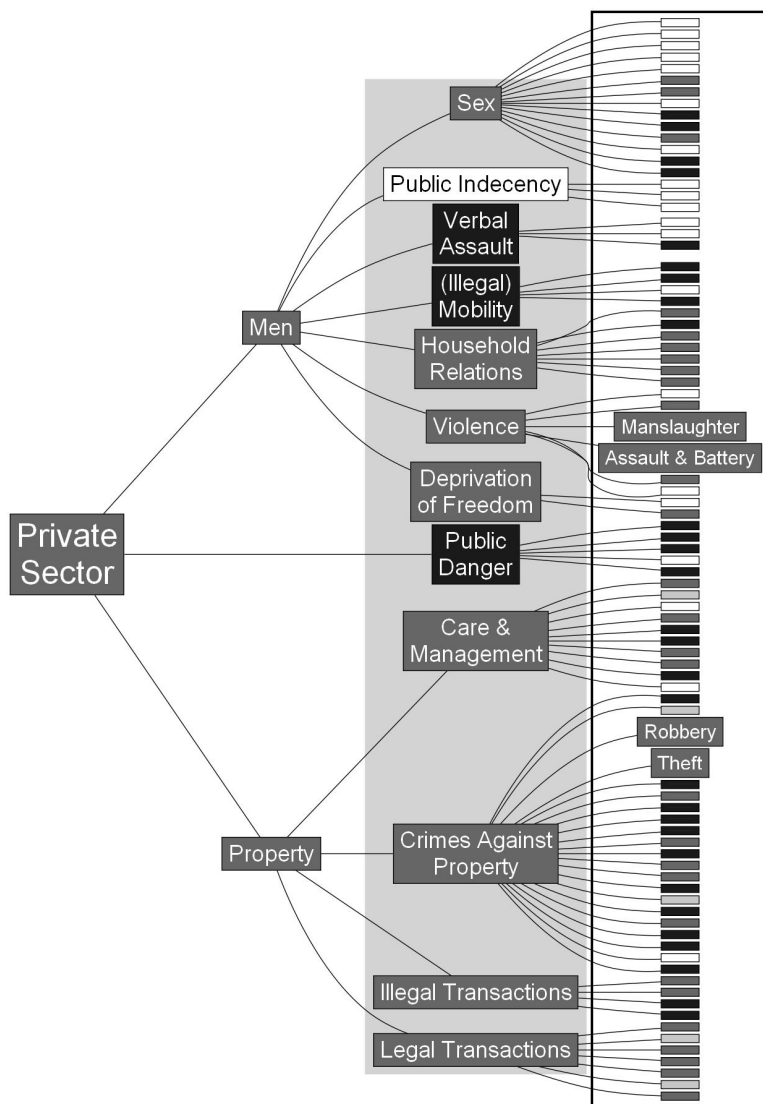 Sex
Public Indecency
Verbal
Assault
(Illegal)
Mobility
Men
Household
Relations
Violence
Manslaughter
Assault & Battery
Deprivation
of Freedom
Private
Sector
Public
Danger
Care &
Management
Robbery
Theft
Property
Crimes Against
Property
Illegal Transactions
Legal Transactions